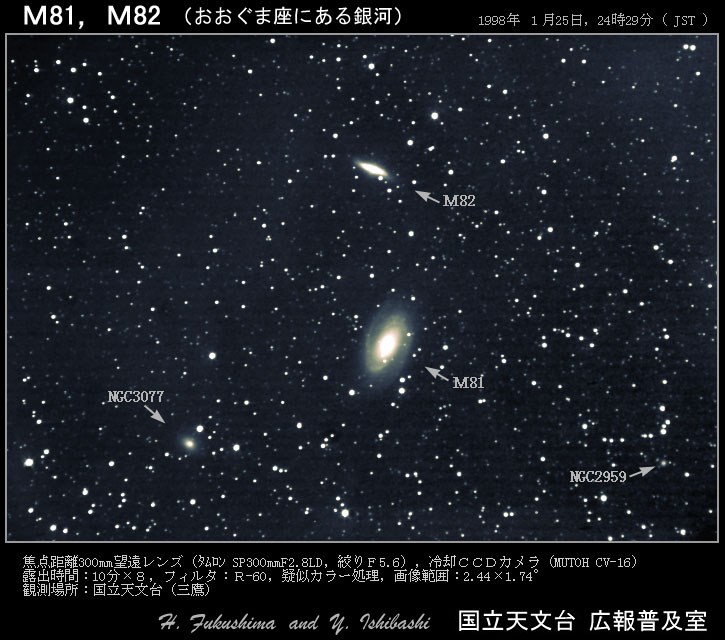 M81, M82 （おおぐま座にある銀河）
1998年 1月25日, 24時29分 ( JST )
M82
M81
NGC3077
NGC2959
焦点距離300mm望遠レンズ（ﾀﾑﾛﾝ SP300mmF2.8LD, 絞りＦ5.6）, 冷却ＣＣＤカメラ（MUTOH CV-16）
露出時間：10分×８, フィルタ：Ｒ-60, 疑似カラー処理, 画像範囲：2.44×1.74°
観測場所：国立天文台（三鷹）
H. Fukushima and Y. Ishibashi
国立天文台 広報普及室